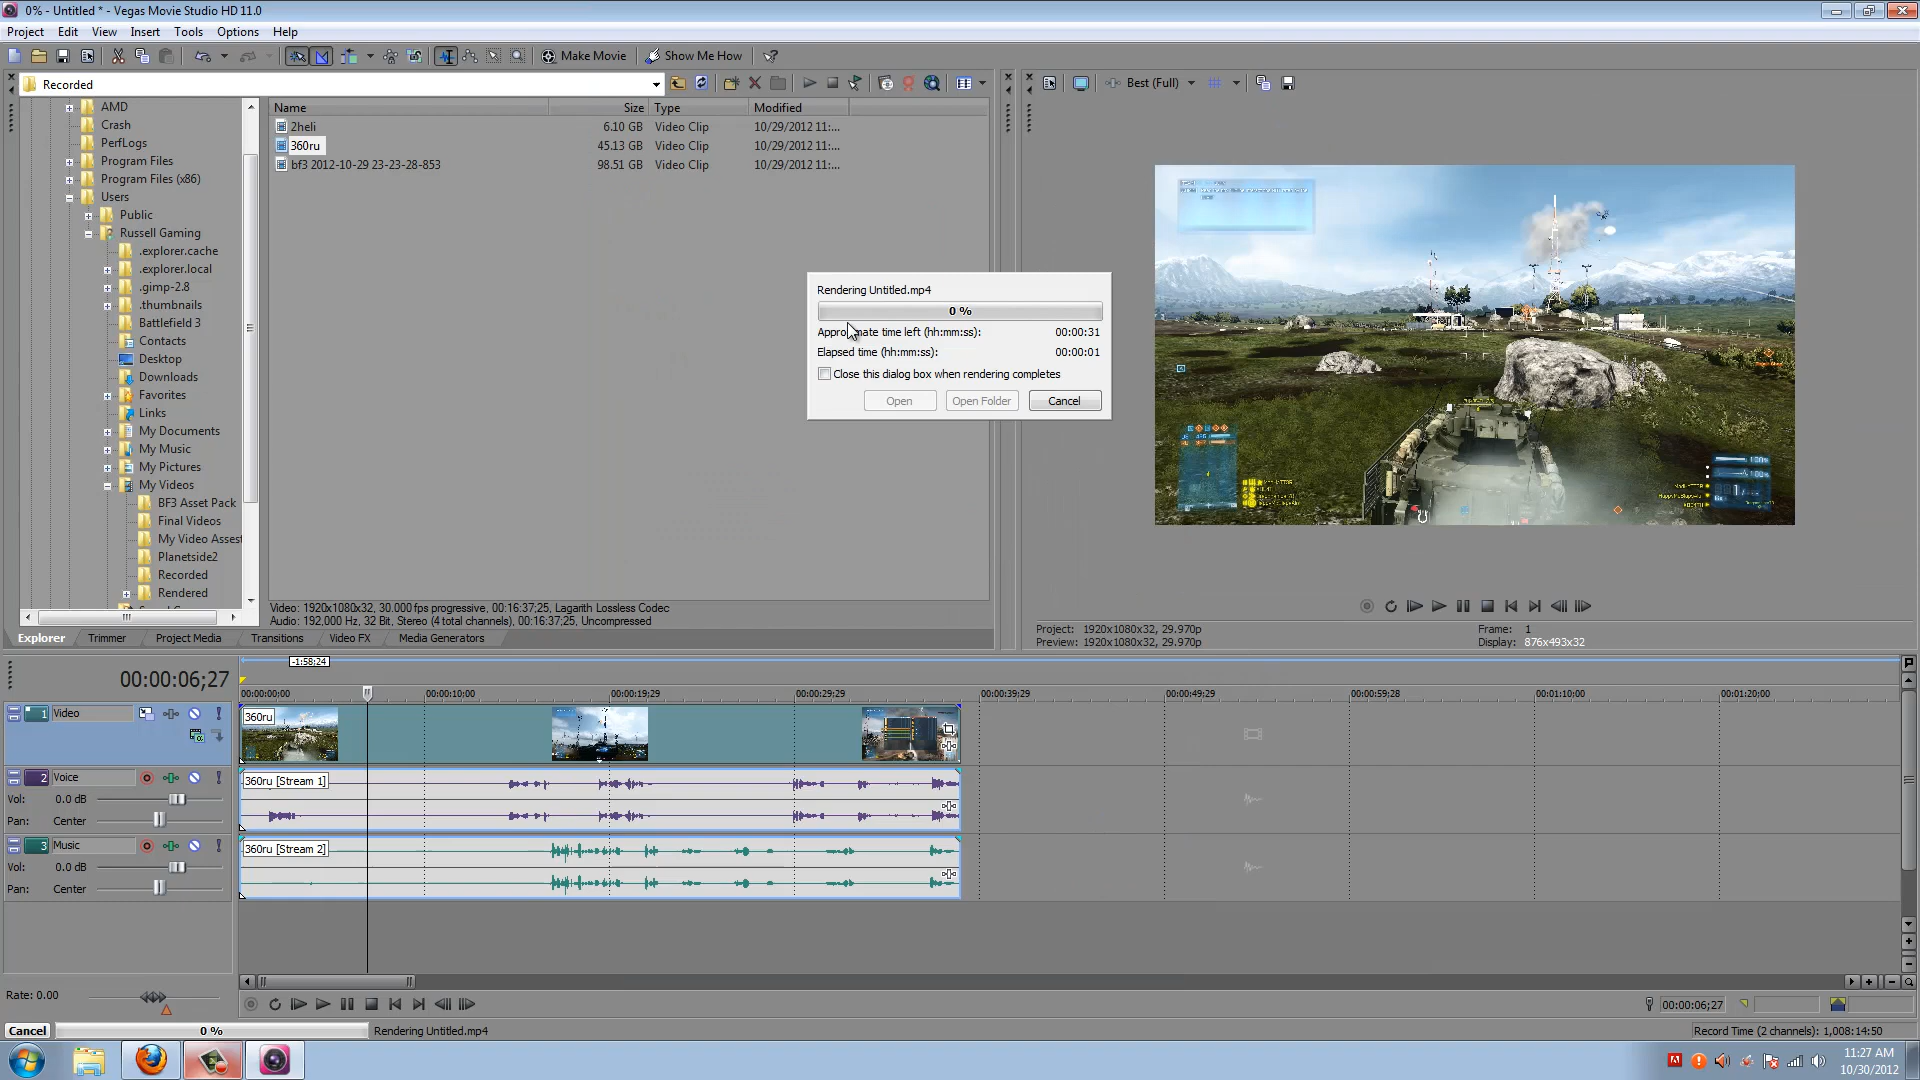 0% - Untitled * - Vegas Movie Studio HD 11.0
Project Edit View Insert Tools Options Help
Make Movie Show Me How
Recorded
Best (Full)
Name Size Type Modified
2heli 6.10 GB Video Clip 10/29/2012 11:...
360ru 45.13 GB Video Clip 10/29/2012 11:...
bf3 2012-10-29 23-23-28-853 98.51 GB Video Clip 10/29/2012 11:...
AMD
Crash
PerfLogs
Program Files
Program Files (x86)
Users
Public
Russell Gaming
.explorer.cache
.explorer.local
.gimp-2.8
.thumbnails
Battlefield 3
Contacts
Desktop
Downloads
Favorites
Links
My Documents
My Music
My Pictures
My Videos
BF3 Asset Pack
Final Videos
My Video Assest
Planetside2
Recorded
Rendered
Rendering Untitled.mp4
0 %
Approximate time left (hh:mm:ss): 00:00:31
Elapsed time (hh:mm:ss): 00:00:01
Close this dialog box when rendering completes
Open Open Folder Cancel
Video: 1920x1080x32, 30.000 fps progressive, 00:16:37;25, Lagarith Lossless Codec
Audio: 192,000 Hz, 32 Bit, Stereo (4 total channels), 00:16:37;25, Uncompressed
Explorer Trimmer Project Media Transitions Video FX Media Generators
Project: 1920x1080x32, 29.970p Frame: 1
Preview: 1920x1080x32, 29.970p Display: 876x493x32
-1:58:24
00:00:06;27
00:00:00;00 00:00:10;00 00:00:19;29 00:00:29;29 00:00:39;29 00:00:49;29 00:00:59;28 00:01:10;00 00:01:20;00
1 Video
360ru
2 Voice
360ru [Stream 1]
Vol: 0.0 dB
Pan: Center
3 Music
360ru [Stream 2]
Vol: 0.0 dB
Pan: Center
Rate: 0.00
00:00:06;27
Cancel 0 % Rendering Untitled.mp4
Record Time (2 channels): 1,008:14:50
11:27 AM
10/30/2012